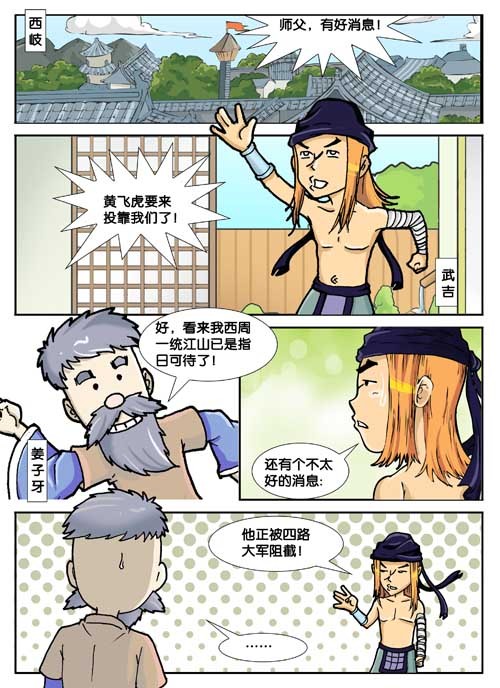 西岐
师父，有好消息！
黄飞虎要来
投靠我们了！
武吉
好，看来我西周
一统江山已是指
日可待了！
姜子牙
还有个不太
好的消息:
他正被四路
大军阻截！
……